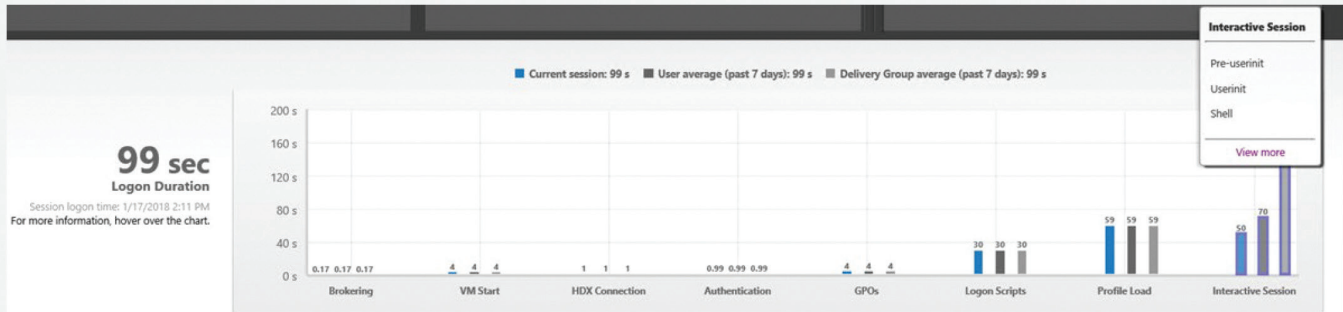 Interactive Session
Pre-userinit
Userinit
Shell
View more
Current session: 99 s
User average (past 7 days): 99 s
Delivery Group average (past 7 days): 99 s
99 sec
Logon Duration
Session logon time: 1/17/2018 2:11 PM
For more information, hover over the chart.
200 s
160 s
120 s
80 s
40 s
0 s
0.17 0.17 0.17
4 4 4
1 1 1
0.99 0.99 0.99
4 4 4
30 30 30
59 59 59
50 70
Brokering
VM Start
HDX Connection
Authentication
GPOs
Logon Scripts
Profile Load
Interactive Session